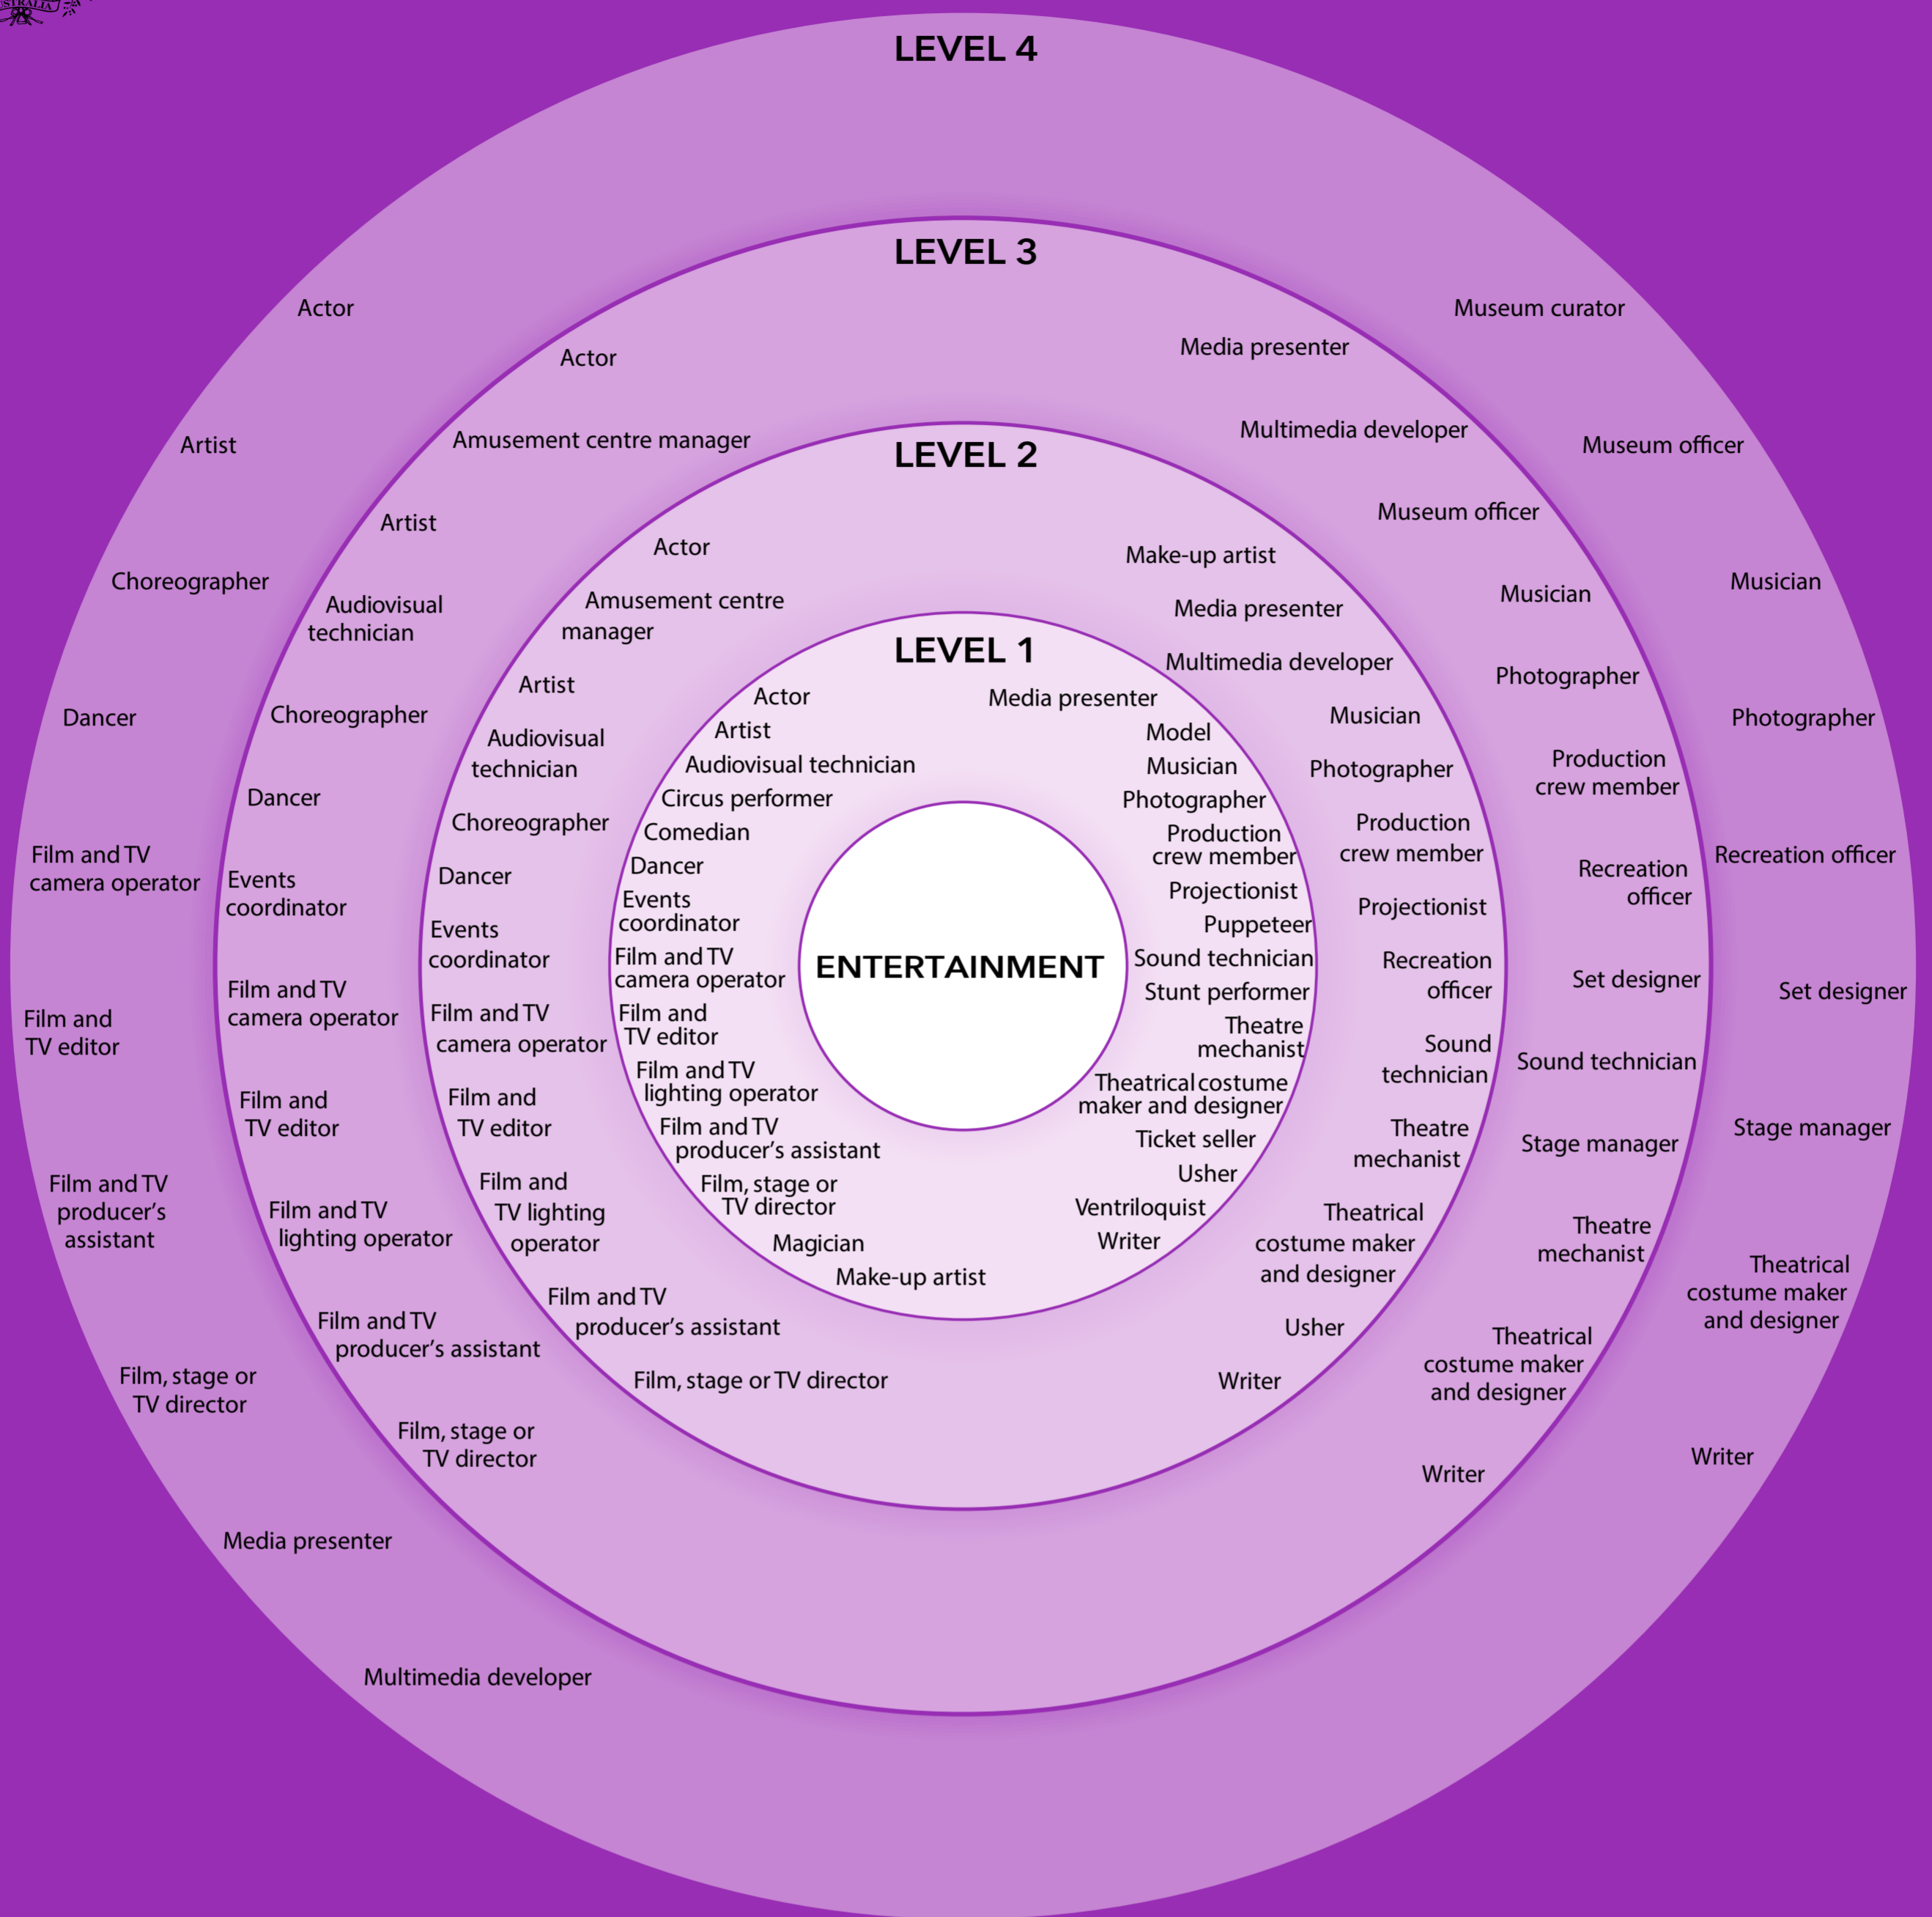 LEVEL 4
Actor
Artist
Choreographer
Dancer
Film and TV
camera operator
Film and
TV editor
Film and TV
producer’s
assistant
Film, stage or
TV director
Media presenter
Multimedia developer
Museum curator
Museum officer
Musician
Photographer
Recreation officer
Set designer
Stage manager
Theatrical
costume maker
and designer
Writer
LEVEL 3
Actor
Amusement centre manager
Artist
Audiovisual
technician
Choreographer
Dancer
Events
coordinator
Film and TV
camera operator
Film and
TV editor
Film and TV
lighting operator
Film and TV
producer’s assistant
Film, stage or
TV director
Media presenter
Multimedia developer
Museum officer
Musician
Photographer
Production
crew member
Recreation
officer
Set designer
Sound technician
Stage manager
Theatre
mechanist
Theatrical
costume maker
and designer
Writer
LEVEL 2
Actor
Amusement centre
manager
Artist
Audiovisual
technician
Choreographer
Dancer
Events
coordinator
Film and TV
camera operator
Film and
TV editor
Film and
TV lighting
operator
Film and TV
producer’s assistant
Film, stage or TV director
Make-up artist
Media presenter
Multimedia developer
Musician
Photographer
Production
crew member
Projectionist
Recreation
officer
Sound
technician
Theatre
mechanist
Theatrical
costume maker
and designer
Usher
Writer
LEVEL 1
Actor
Artist
Audiovisual technician
Circus performer
Comedian
Dancer
Events
coordinator
Film and TV
camera operator
Film and
TV editor
Film and TV
lighting operator
Film and TV
producer’s assistant
Film, stage or
TV director
Magician
Make-up artist
Media presenter
Model
Musician
Photographer
Production
crew member
Projectionist
Puppeteer
Sound technician
Stunt performer
Theatre
mechanist
Theatrical costume
maker and designer
Ticket seller
Usher
Ventriloquist
Writer
ENTERTAINMENT